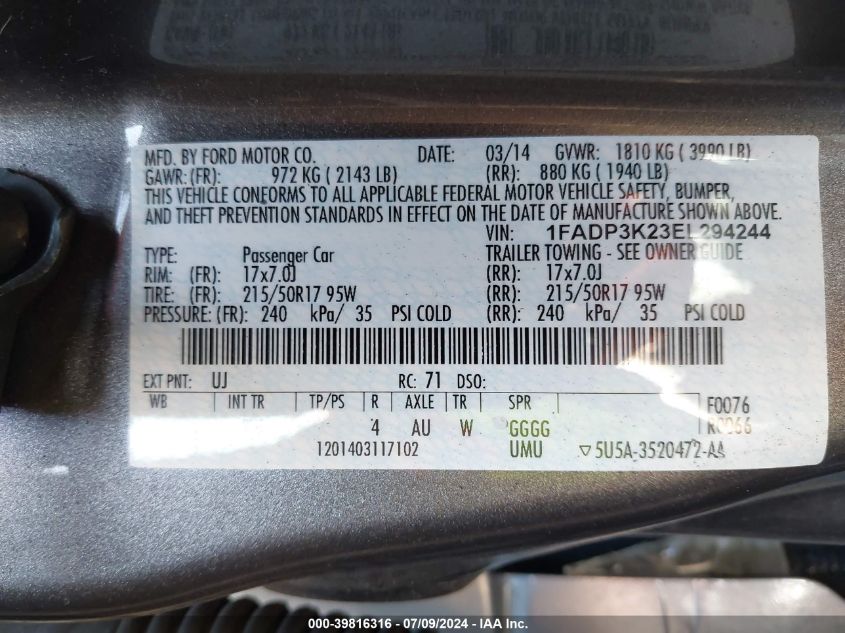 MFD. BY FORD MOTOR CO. DATE: 03/14 GVWR: 1810 KG ( 3990 LB)
GAWR: (FR): 972 KG ( 2143 LB) (RR): 880 KG ( 1940 LB)
THIS VEHICLE CONFORMS TO ALL APPLICABLE FEDERAL MOTOR VEHICLE SAFETY, BUMPER,
AND THEFT PREVENTION STANDARDS IN EFFECT ON THE DATE OF MANUFACTURE SHOWN ABOVE.
VIN: 1FADP3K23EL294244
TYPE: Passenger Car TRAILER TOWING - SEE OWNER GUIDE
RIM: (FR): 17x7.0J (RR): 17x7.0J
TIRE: (FR): 215/50R17 95W (RR): 215/50R17 95W
PRESSURE: (FR): 240 kPa/ 35 PSI COLD (RR): 240 kPa/ 35 PSI COLD
EXT PNT: UJ RC: 71 DSO:
WB INT TR TP/PS R AXLE TR SPR F0076
4 AU W GGGG R0066
1201403117102 UMU ▽5U5A-3520472-AA
000-39816316 - 07/09/2024 - IAA Inc.